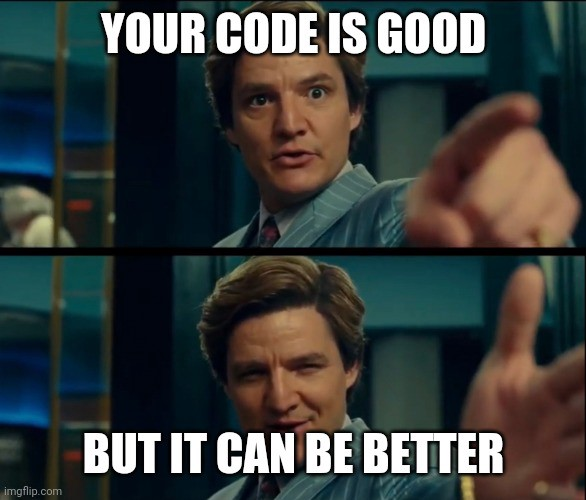 YOUR CODE IS GOOD
BUT IT CAN BE BETTER
imgflip.com